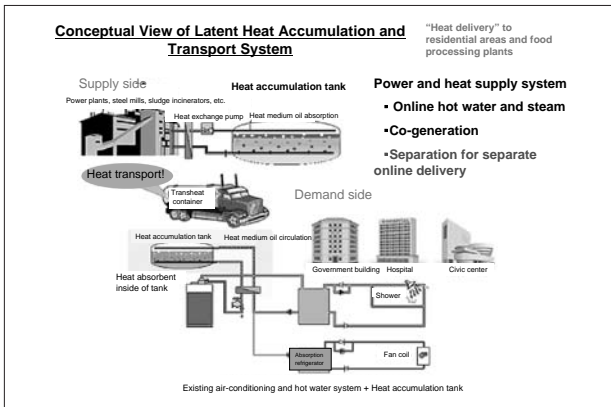 Conceptual View of Latent Heat Accumulation and
Transport System
“Heat delivery” to
residential areas and food
processing plants
Supply side
Power plants, steel mills, sludge incinerators, etc.
Heat accumulation tank
Heat exchange pump
Heat medium oil absorption
Power and heat supply system
▪ Online hot water and steam
▪Co-generation
▪Separation for separate
online delivery
Heat transport!
Transheat
container
Demand side
Heat accumulation tank
Heat medium oil circulation
Heat absorbent
inside of tank
Government building
Hospital
Civic center
Shower
Absorption
refrigerator
Fan coil
Existing air-conditioning and hot water system + Heat accumulation tank